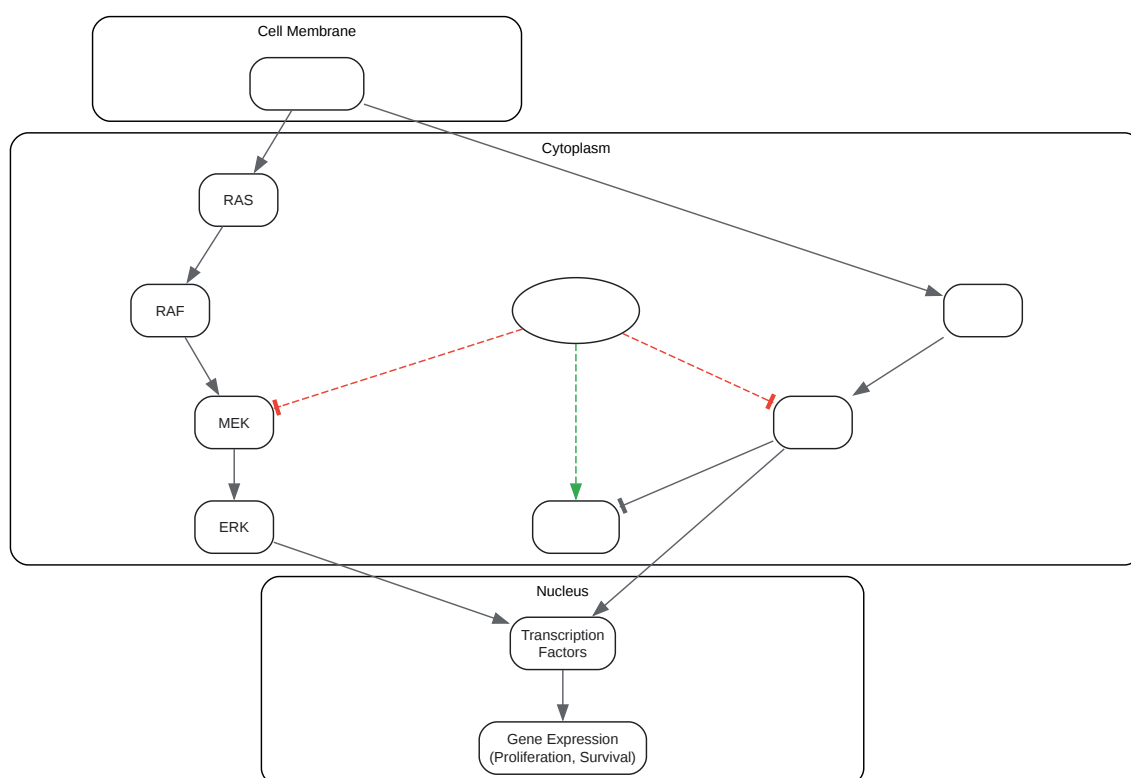 Cell Membrane
Cytoplasm
RAS
RAF
MEK
ERK
Nucleus
Transcription
Factors
Gene Expression
(Proliferation, Survival)